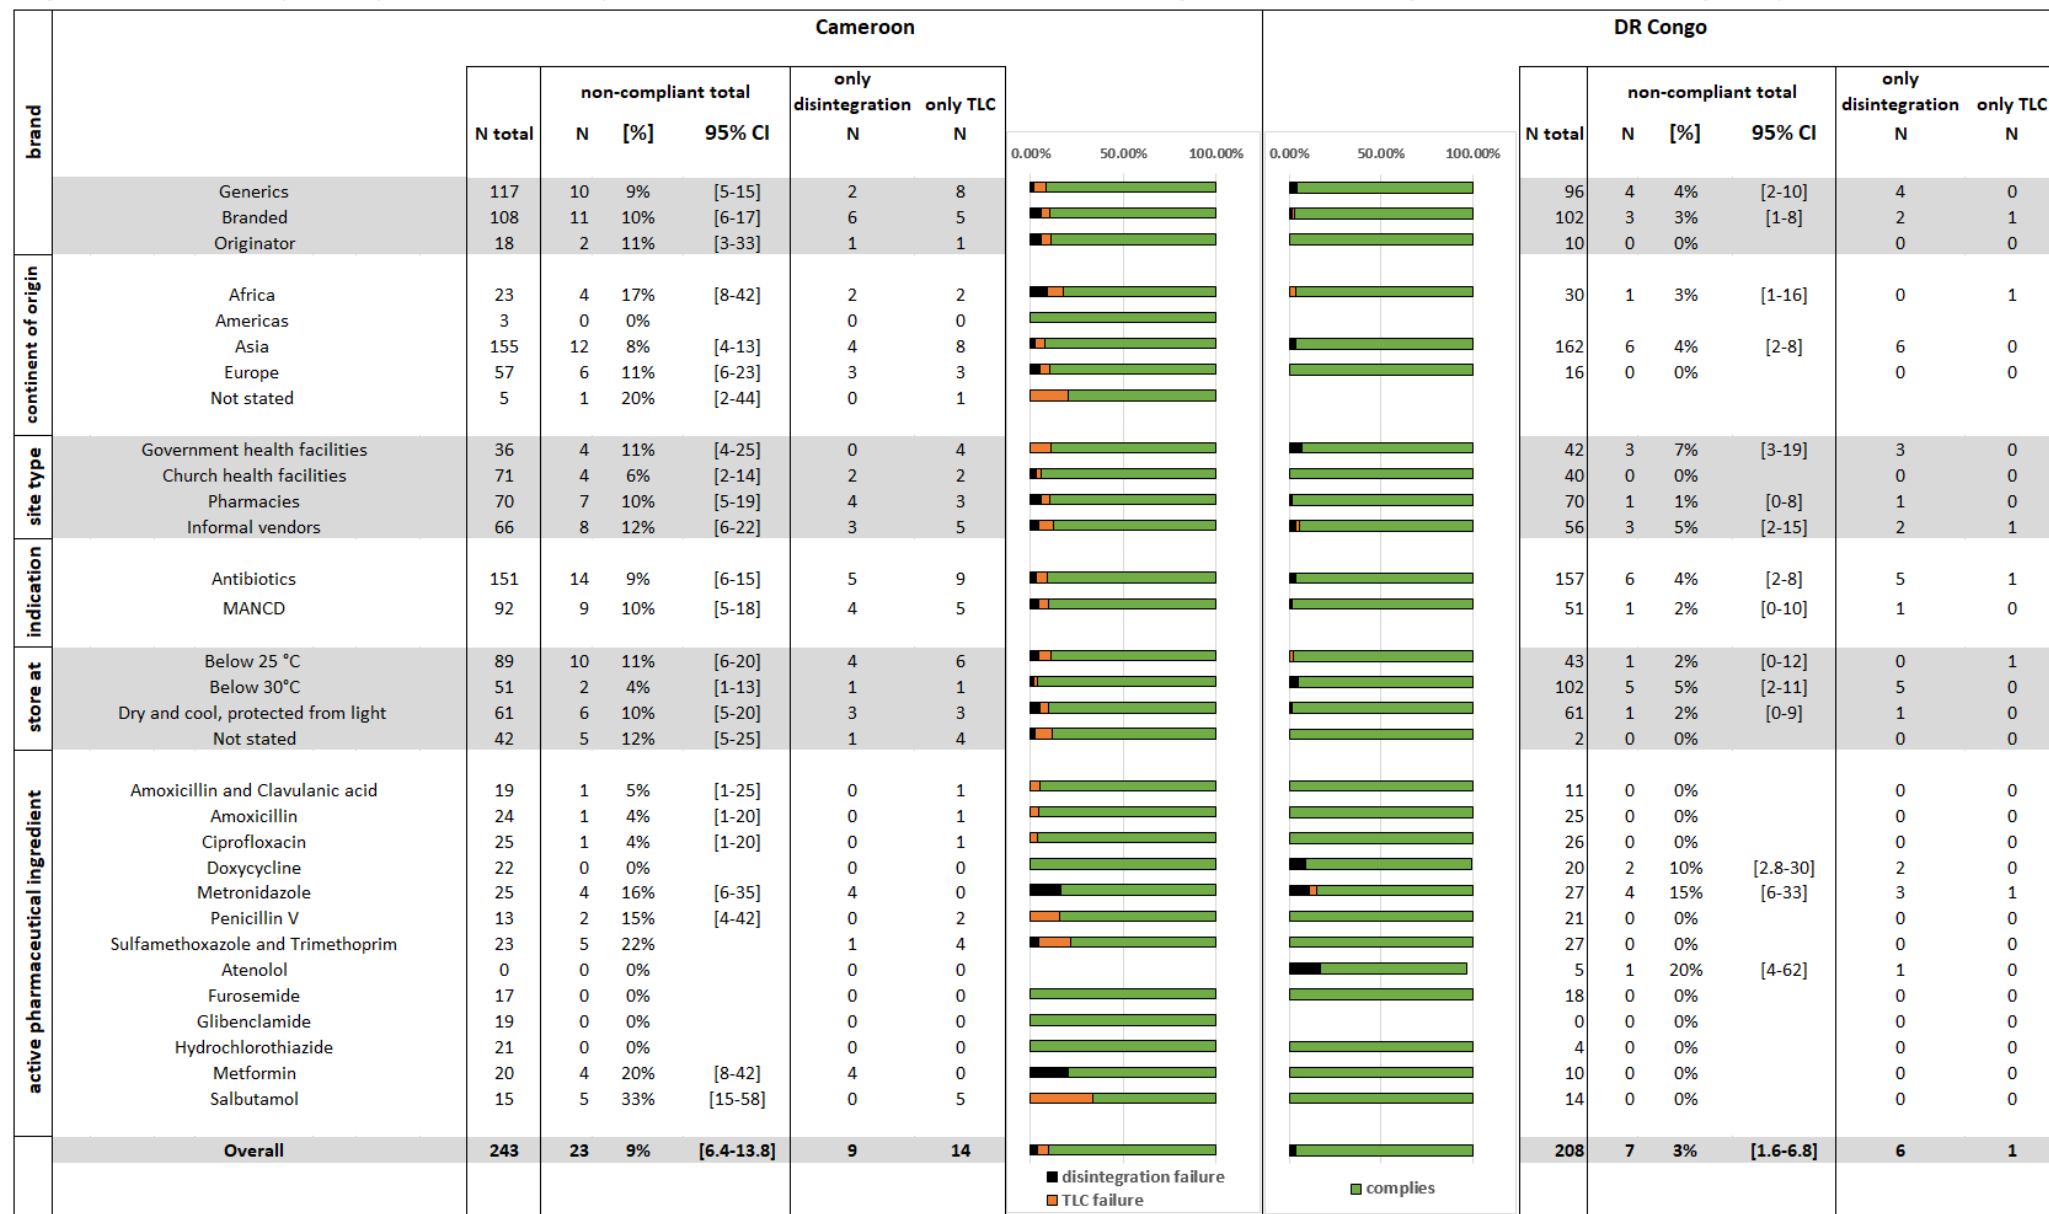 Cameroon DR Congo
brand
non-compliant total only disintegration only TLC non-compliant total only disintegration only TLC
N total N [%] 95% CI N N N total N [%] 95% CI N N
0.00% 50.00% 100.00% 0.00% 50.00% 100.00%
Generics 117 10 9% [5-15] 2 8 96 4 4% [2-10] 4 0
Branded 108 11 10% [6-17] 6 5 102 3 3% [1-8] 2 1
Originator 18 2 11% [3-33] 1 1 10 0 0% 0 0
continent of origin
Africa 23 4 17% [8-42] 2 2 30 1 3% [1-16] 0 1
Americas 3 0 0% 0 0
Asia 155 12 8% [4-13] 4 8 162 6 4% [2-8] 6 0
Europe 57 6 11% [6-23] 3 3 16 0 0% 0 0
Not stated 5 1 20% [2-44] 0 1
site type
Government health facilities 36 4 11% [4-25] 0 4 42 3 7% [3-19] 3 0
Church health facilities 71 4 6% [2-14] 2 2 40 0 0% 0 0
Pharmacies 70 7 10% [5-19] 4 3 70 1 1% [0-8] 1 0
Informal vendors 66 8 12% [6-22] 3 5 56 3 5% [2-15] 2 1
indication
Antibiotics 151 14 9% [6-15] 5 9 157 6 4% [2-8] 5 1
MANCD 92 9 10% [5-18] 4 5 51 1 2% [0-10] 1 0
store at
Below 25 °C 89 10 11% [6-20] 4 6 43 1 2% [0-12] 0 1
Below 30°C 51 2 4% [1-13] 1 1 102 5 5% [2-11] 5 0
Dry and cool, protected from light 61 6 10% [5-20] 3 3 61 1 2% [0-9] 1 0
Not stated 42 5 12% [5-25] 1 4 2 0 0% 0 0
active pharmaceutical ingredient
Amoxicillin and Clavulanic acid 19 1 5% [1-25] 0 1 11 0 0% 0 0
Amoxicillin 24 1 4% [1-20] 0 1 25 0 0% 0 0
Ciprofloxacin 25 1 4% [1-20] 0 1 26 0 0% 0 0
Doxycycline 22 0 0% 0 0 20 2 10% [2.8-30] 2 0
Metronidazole 25 4 16% [6-35] 4 0 27 4 15% [6-33] 3 1
Penicillin V 13 2 15% [4-42] 0 2 21 0 0% 0 0
Sulfamethoxazole and Trimethoprim 23 5 22% 1 4 27 0 0% 0 0
Atenolol 0 0 0% 0 0 5 1 20% [4-62] 1 0
Furosemide 17 0 0% 0 0 18 0 0% 0 0
Glibenclamide 19 0 0% 0 0 0 0 0% 0 0
Hydrochlorothiazide 21 0 0% 0 0 4 0 0% 0 0
Metformin 20 4 20% [8-42] 4 0 10 0 0% 0 0
Salbutamol 15 5 33% [15-58] 0 5 14 0 0% 0 0
Overall 243 23 9% [6.4-13.8] 9 14 208 7 3% [1.6-6.8] 6 1
disintegration failure
TLC failure
complies